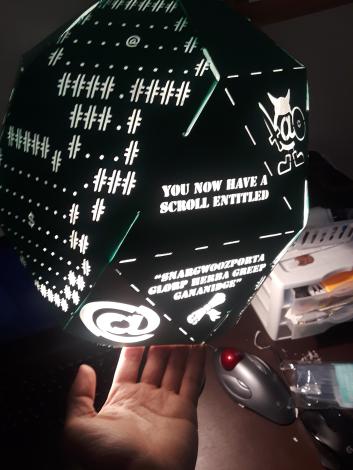 @
YOU NOW HAVE A
SCROLL ENTITLED
"SNARGWOOZPORTA
GLORP HERBA GREEP
GANANIDGE"
@